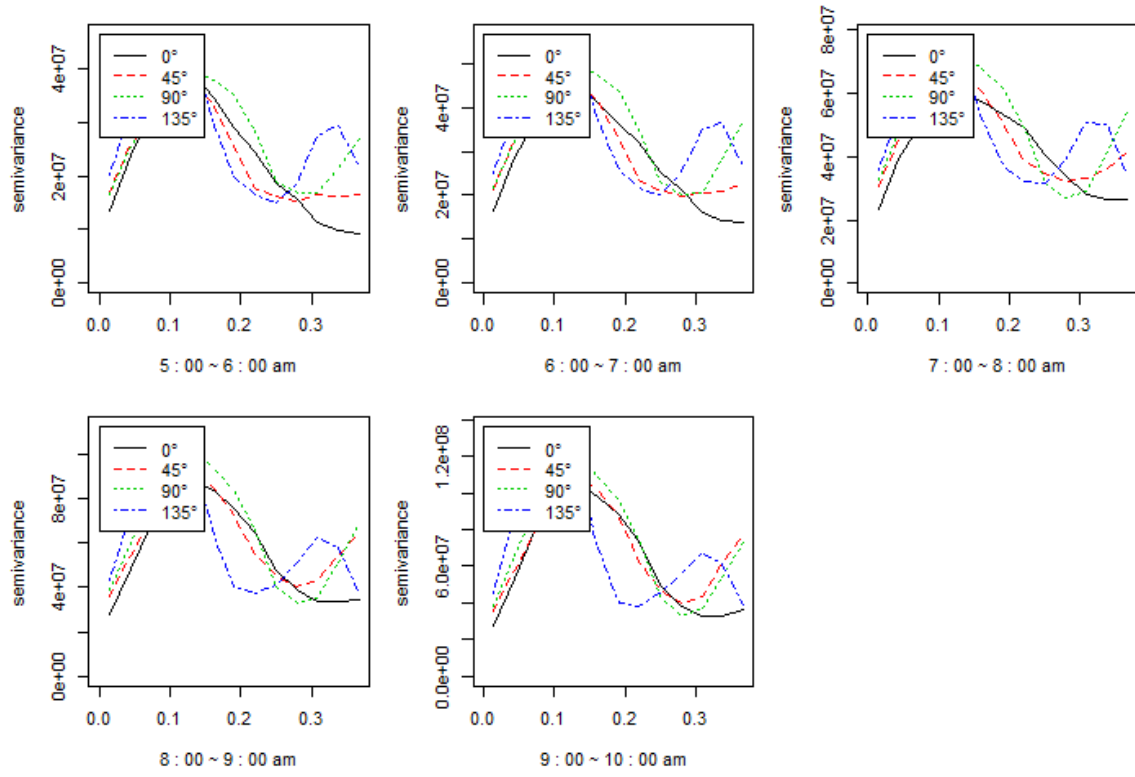 semivariance
0e+00
2e+07
4e+07
0°
45°
90°
135°
0.0 0.1 0.2 0.3
5 : 00 ~ 6 : 00 am
semivariance
0e+00
2e+07
4e+07
0°
45°
90°
135°
0.0 0.1 0.2 0.3
6 : 00 ~ 7 : 00 am
semivariance
0e+00
2e+07
4e+07
6e+07
8e+07
0°
45°
90°
135°
0.0 0.1 0.2 0.3
7 : 00 ~ 8 : 00 am
semivariance
0e+00
4e+07
8e+07
0°
45°
90°
135°
0.0 0.1 0.2 0.3
8 : 00 ~ 9 : 00 am
semivariance
0.0e+00
6.0e+07
1.2e+08
0°
45°
90°
135°
0.0 0.1 0.2 0.3
9 : 00 ~ 10 : 00 am